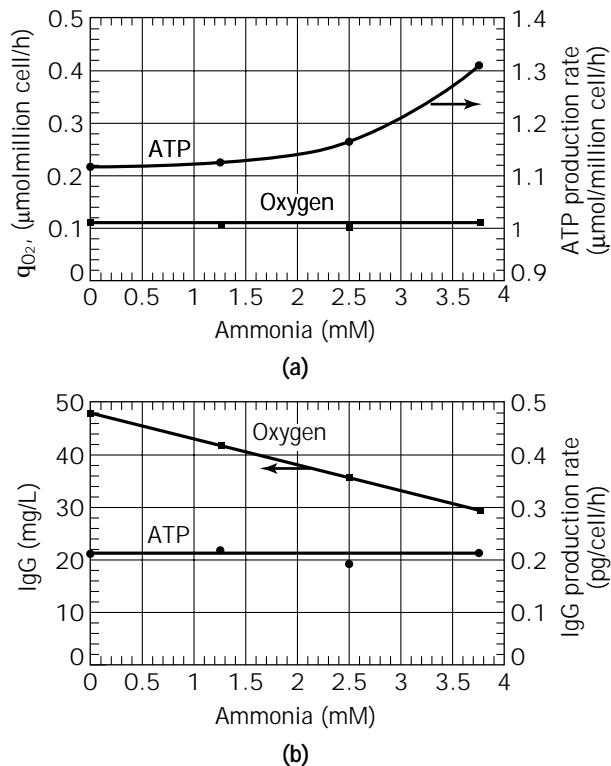 0.5
0.4
0.3
0.2
0.1
0
q_O2, (μmolmillion cell/h)
ATP
Oxygen
1.4
1.3
1.2
1.1
1
0.9
ATP production rate
(μmol/million cell/h)
0 0.5 1 1.5 2 2.5 3 3.5 4
Ammonia (mM)
(a)
50
40
30
20
10
0
IgG (mg/L)
Oxygen
ATP
0.5
0.4
0.3
0.2
0.1
0
IgG production rate
(pg/cell/h)
0 0.5 1 1.5 2 2.5 3 3.5 4
Ammonia (mM)
(b)